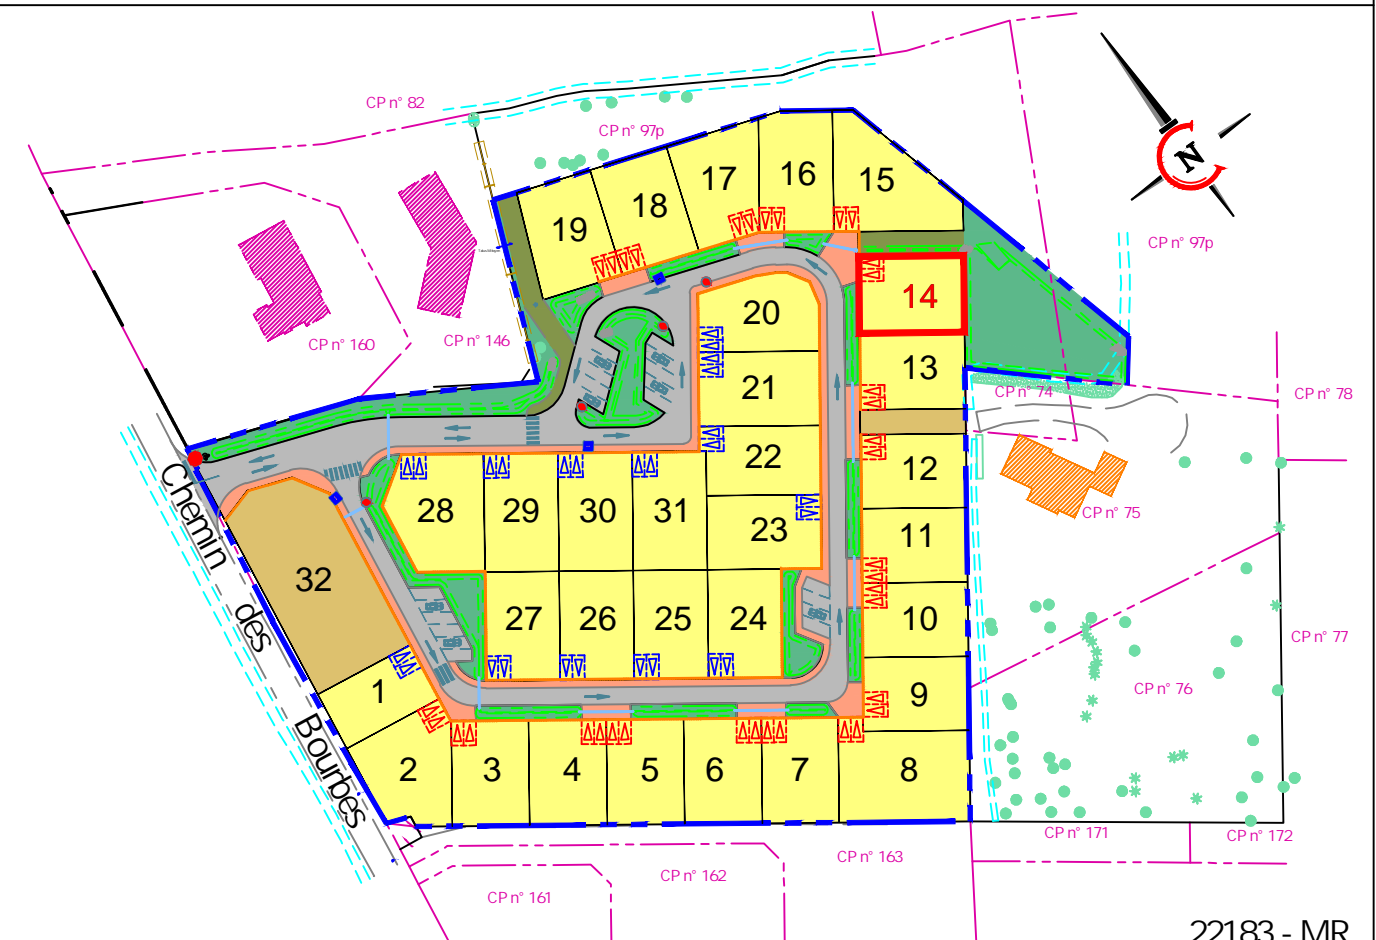 CP n° 82
CP n° 97p
N
17
16
15
18
19
CP n° 97p
14
20
CP n° 160
CP n° 146
13
21
CP n° 74
CP n° 78
22
12
Chemin
des
Bourbes
28
29
30
31
23
11
CP n° 75
32
27
26
25
24
10
CP n° 77
1
9
CP n° 76
2
3
4
5
6
7
8
CP n° 171
CP n° 172
CP n° 163
CP n° 162
CP n° 161
22183 - MR